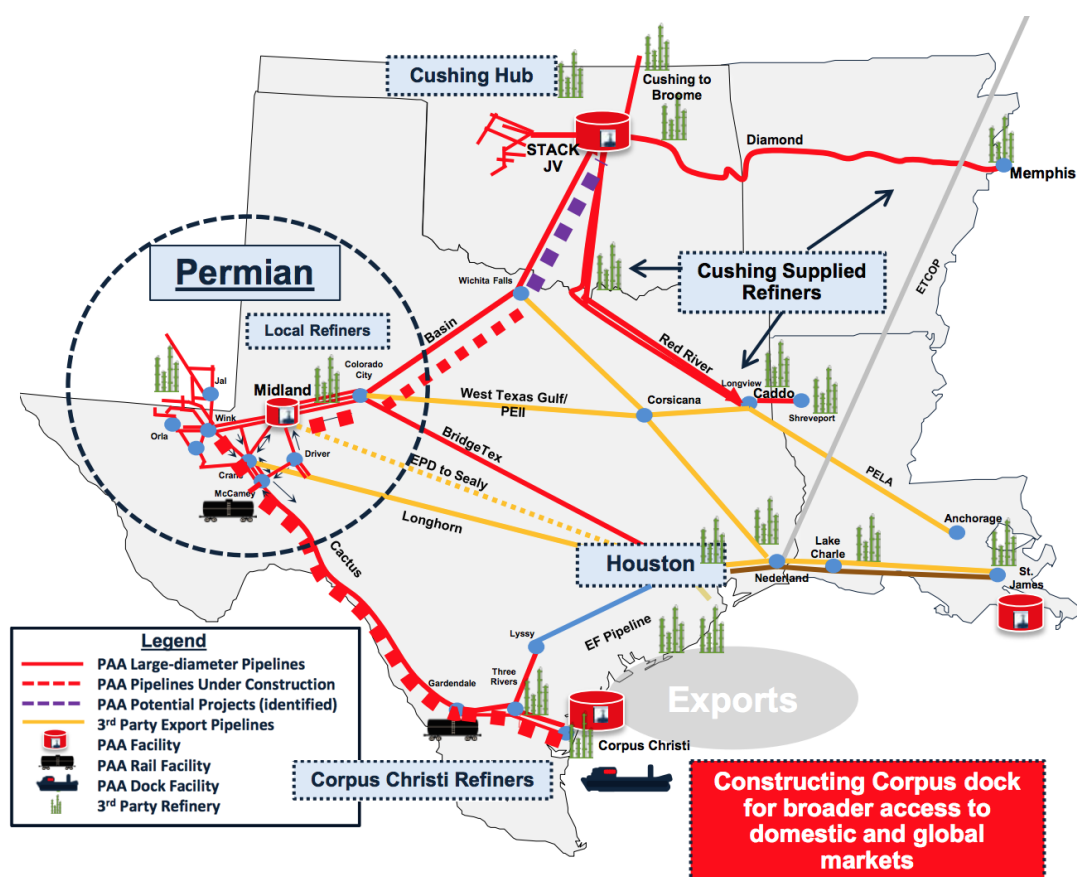 Cushing Hub
Cushing to
Broome
STACK
JV
Diamond
Memphis
Permian
Wichita Falls
Cushing Supplied
Refiners
ETCOP
Local Refiners
Basin
Colorado
City
Red River
Jal
Midland
Longview
Caddo
Shreveport
West Texas Gulf/
PEII
Corsicana
Wink
Orla
BridgeTex
Driver
EPD to Sealy
Crane
McCamey
PELA
Longhorn
Anchorage
Cactus
Houston
Lake
Charle
Nederland
St.
James
Lyssy
EF Pipeline
Three
Rivers
Gardendale
Exports
Corpus Christi
Corpus Christi Refiners
Legend
PAA Large-diameter Pipelines
PAA Pipelines Under Construction
PAA Potential Projects (identified)
3rd Party Export Pipelines
PAA Facility
PAA Rail Facility
PAA Dock Facility
3rd Party Refinery
Constructing Corpus dock
for broader access to
domestic and global
markets